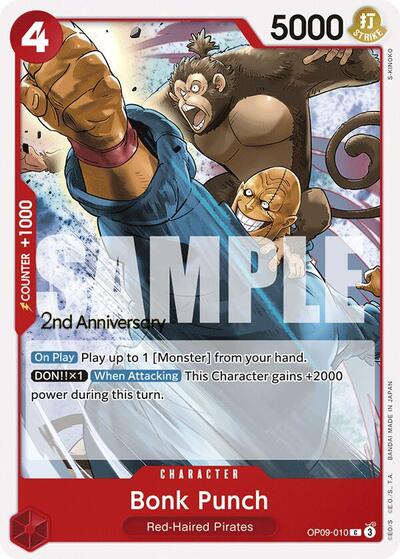 4
5000
打
STRIKE
S-KINOKO
COUNTER +1000
SAMPLE
2nd Anniversary
On Play Play up to 1 [Monster] from your hand.
DON!!×1 When Attacking This Character gains +2000
power during this turn.
CHARACTER
Bonk Punch
Red-Haired Pirates
OP09-010 C 3
©E.O./S., T.A. BANDAI MADE IN JAPAN